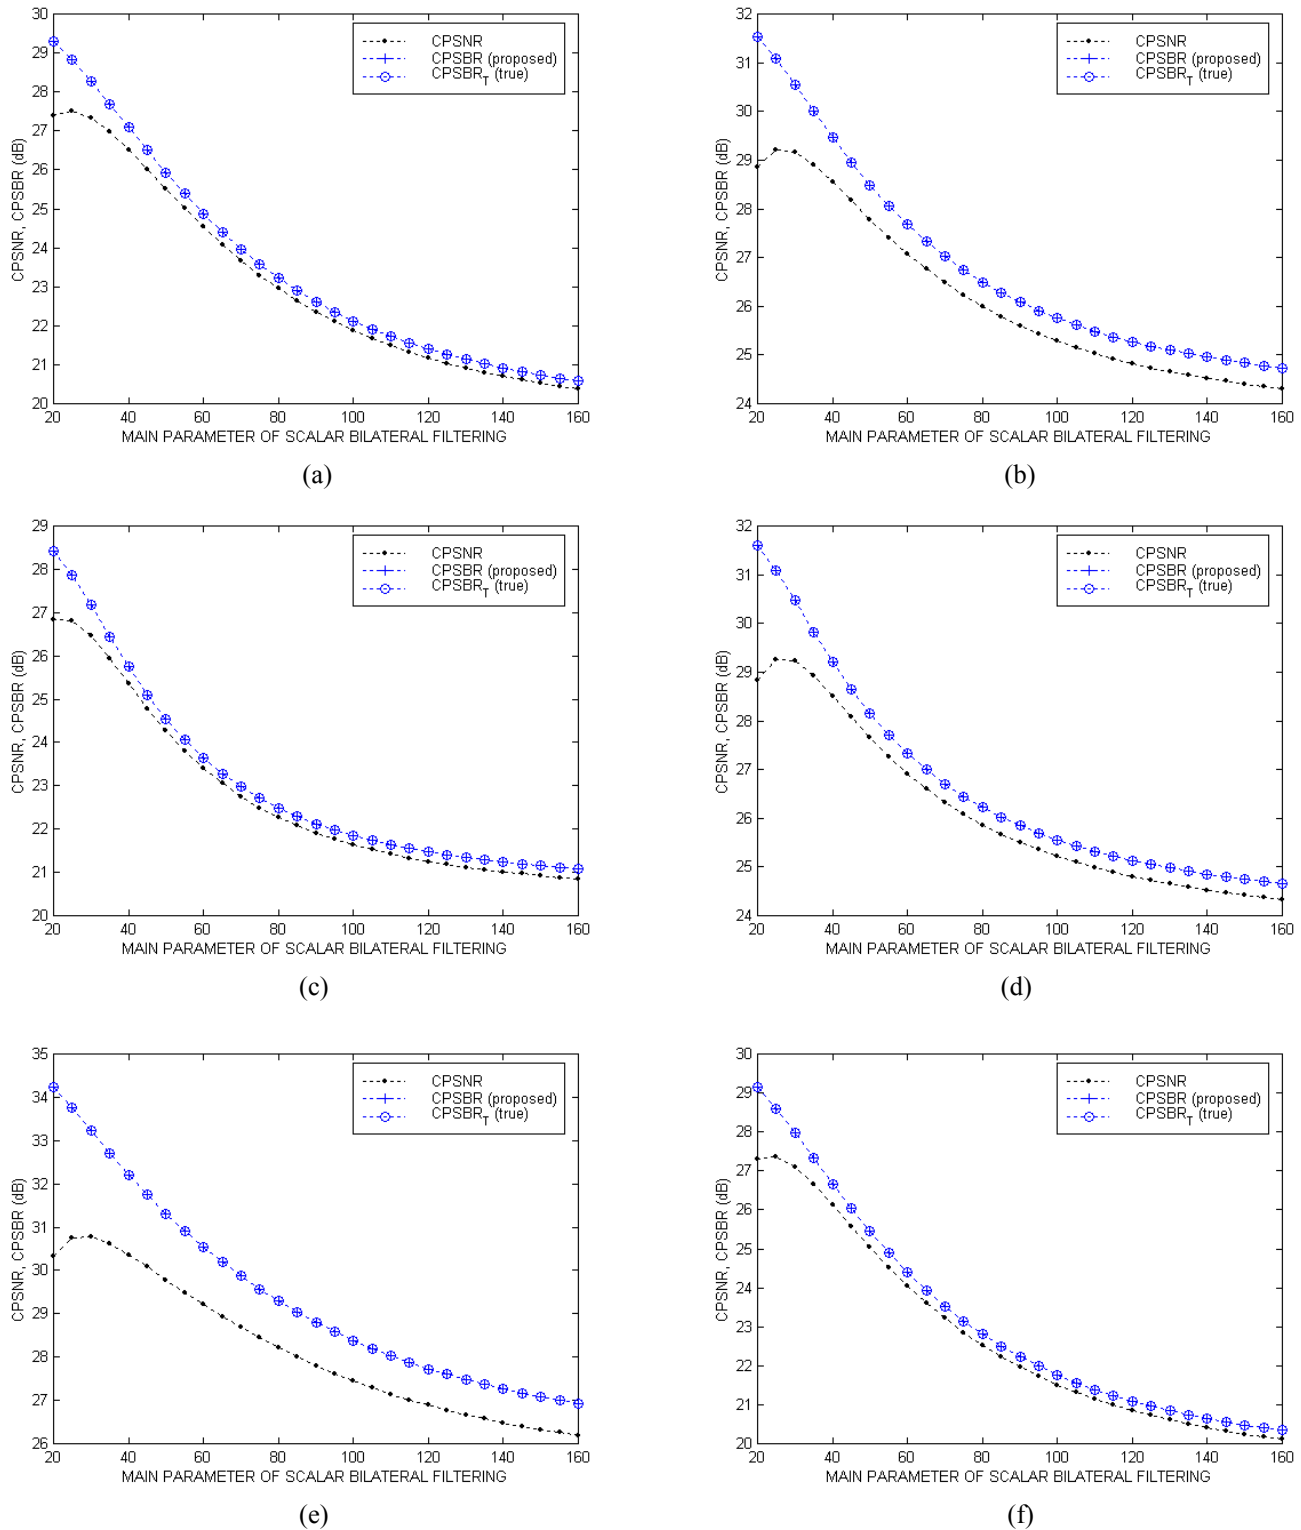 30
29
28
27
26
25
24
23
22
21
20
CPSNR, CPSBR (dB)
CPSNR
CPSBR (proposed)
CPSBR_T (true)
20 40 60 80 100 120 140 160
MAIN PARAMETER OF SCALAR BILATERAL FILTERING
(a)
32
31
30
29
28
27
26
25
24
CPSNR, CPSBR (dB)
CPSNR
CPSBR (proposed)
CPSBR_T (true)
20 40 60 80 100 120 140 160
MAIN PARAMETER OF SCALAR BILATERAL FILTERING
(b)
29
28
27
26
25
24
23
22
21
20
CPSNR, CPSBR (dB)
CPSNR
CPSBR (proposed)
CPSBR_T (true)
20 40 60 80 100 120 140 160
MAIN PARAMETER OF SCALAR BILATERAL FILTERING
(c)
32
31
30
29
28
27
26
25
24
CPSNR, CPSBR (dB)
CPSNR
CPSBR (proposed)
CPSBR_T (true)
20 40 60 80 100 120 140 160
MAIN PARAMETER OF SCALAR BILATERAL FILTERING
(d)
35
34
33
32
31
30
29
28
27
26
CPSNR, CPSBR (dB)
CPSNR
CPSBR (proposed)
CPSBR_T (true)
20 40 60 80 100 120 140 160
MAIN PARAMETER OF SCALAR BILATERAL FILTERING
(e)
30
29
28
27
26
25
24
23
22
21
20
CPSNR, CPSBR (dB)
CPSNR
CPSBR (proposed)
CPSBR_T (true)
20 40 60 80 100 120 140 160
MAIN PARAMETER OF SCALAR BILATERAL FILTERING
(f)